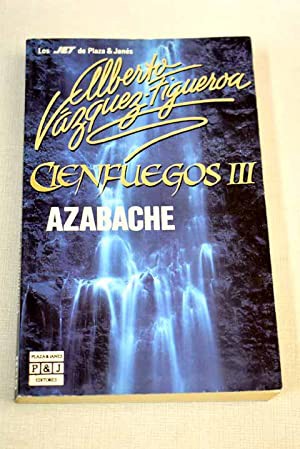 Los JET de Plaza & Janés
Alberto
Vázquez-Figueroa
CIENFUEGOS III
AZABACHE
PLAZA & JANES
P & J
EDITORES